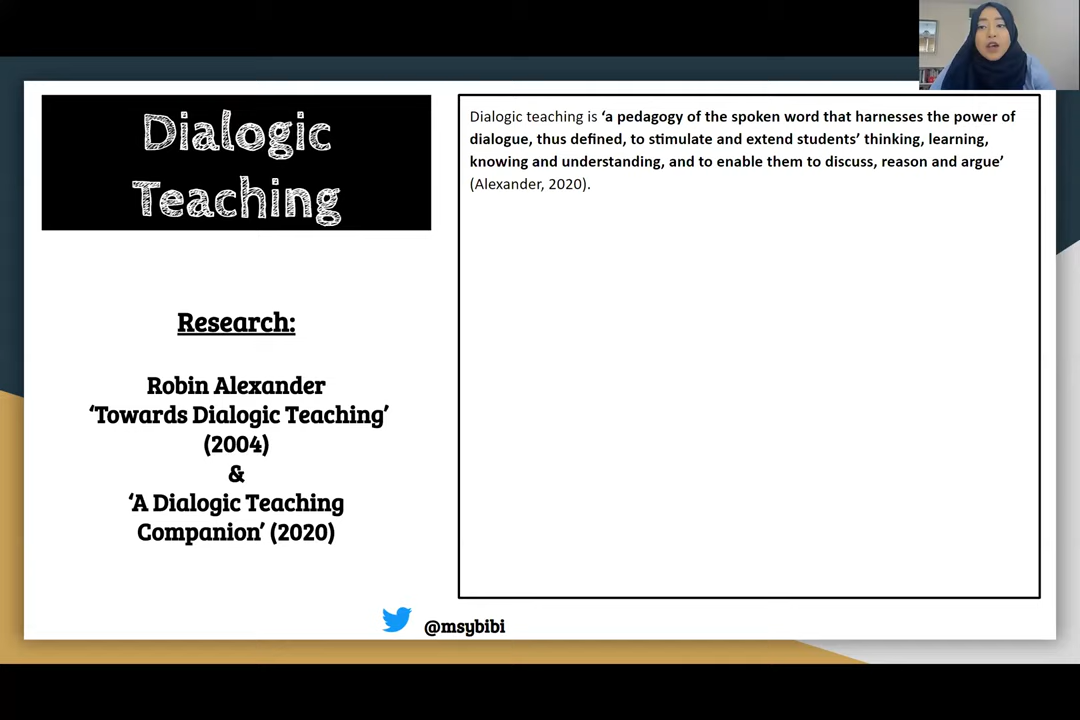 Dialogic
Teaching
Research:
Robin Alexander
‘Towards Dialogic Teaching’
(2004)
&
‘A Dialogic Teaching
Companion’ (2020)
Dialogic teaching is ‘a pedagogy of the spoken word that harnesses the power of
dialogue, thus defined, to stimulate and extend students’ thinking, learning,
knowing and understanding, and to enable them to discuss, reason and argue’
(Alexander, 2020).
@msybibi